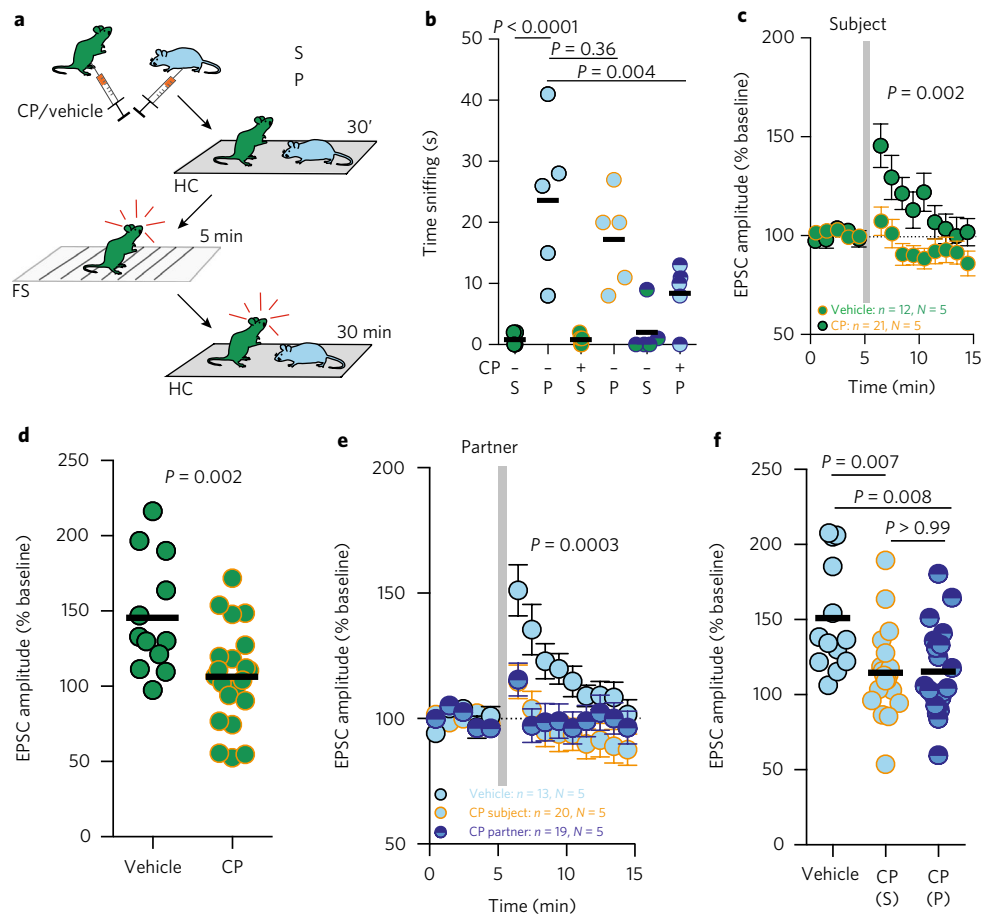 a
S
P
CP/vehicle
30′
HC
5 min
FS
30 min
HC
b
P < 0.0001
P = 0.36
P = 0.004
Time sniffing (s)
50
40
30
20
10
0
CP − − + − − +
S P S P S P
c
Subject
EPSC amplitude (% baseline)
200
150
100
50
P = 0.002
Vehicle: n = 12, N = 5
CP: n = 21, N = 5
0 5 10 15
Time (min)
d
EPSC amplitude (% baseline)
250
200
150
100
50
0
P = 0.002
Vehicle CP
e
Partner
EPSC amplitude (% baseline)
200
150
100
50
P = 0.0003
Vehicle: n = 13, N = 5
CP subject: n = 20, N = 5
CP partner: n = 19, N = 5
0 5 10 15
Time (min)
f
EPSC amplitude (% baseline)
250
200
150
100
50
0
P = 0.007
P = 0.008
P > 0.99
Vehicle CP CP
(S) (P)